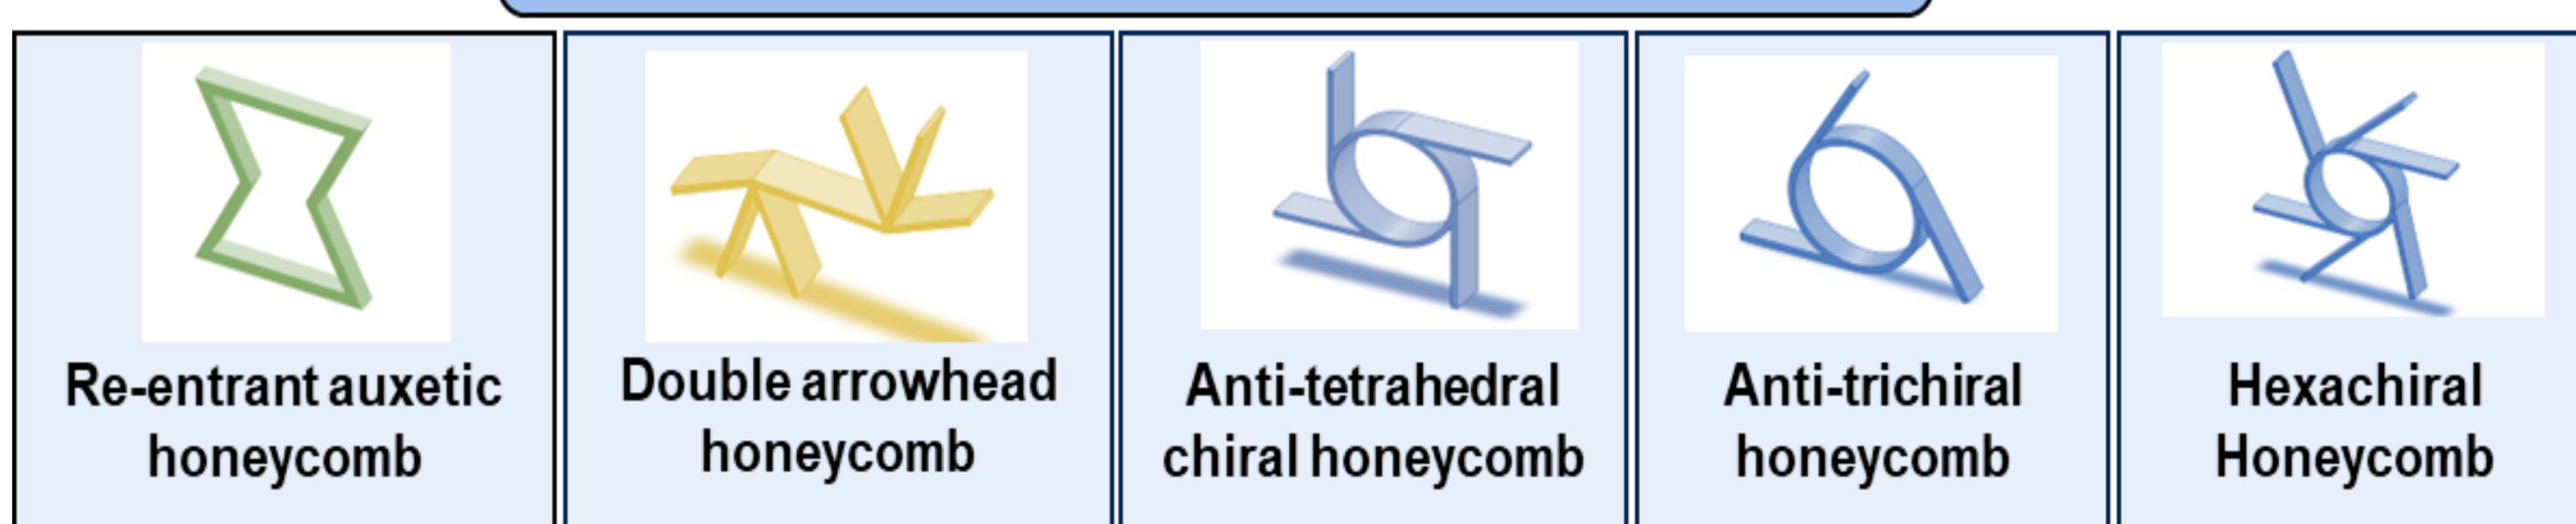 Re-entrant auxetic
honeycomb
Double arrowhead
honeycomb
Anti-tetrahedral
chiral honeycomb
Anti-trichiral
honeycomb
Hexachiral
Honeycomb